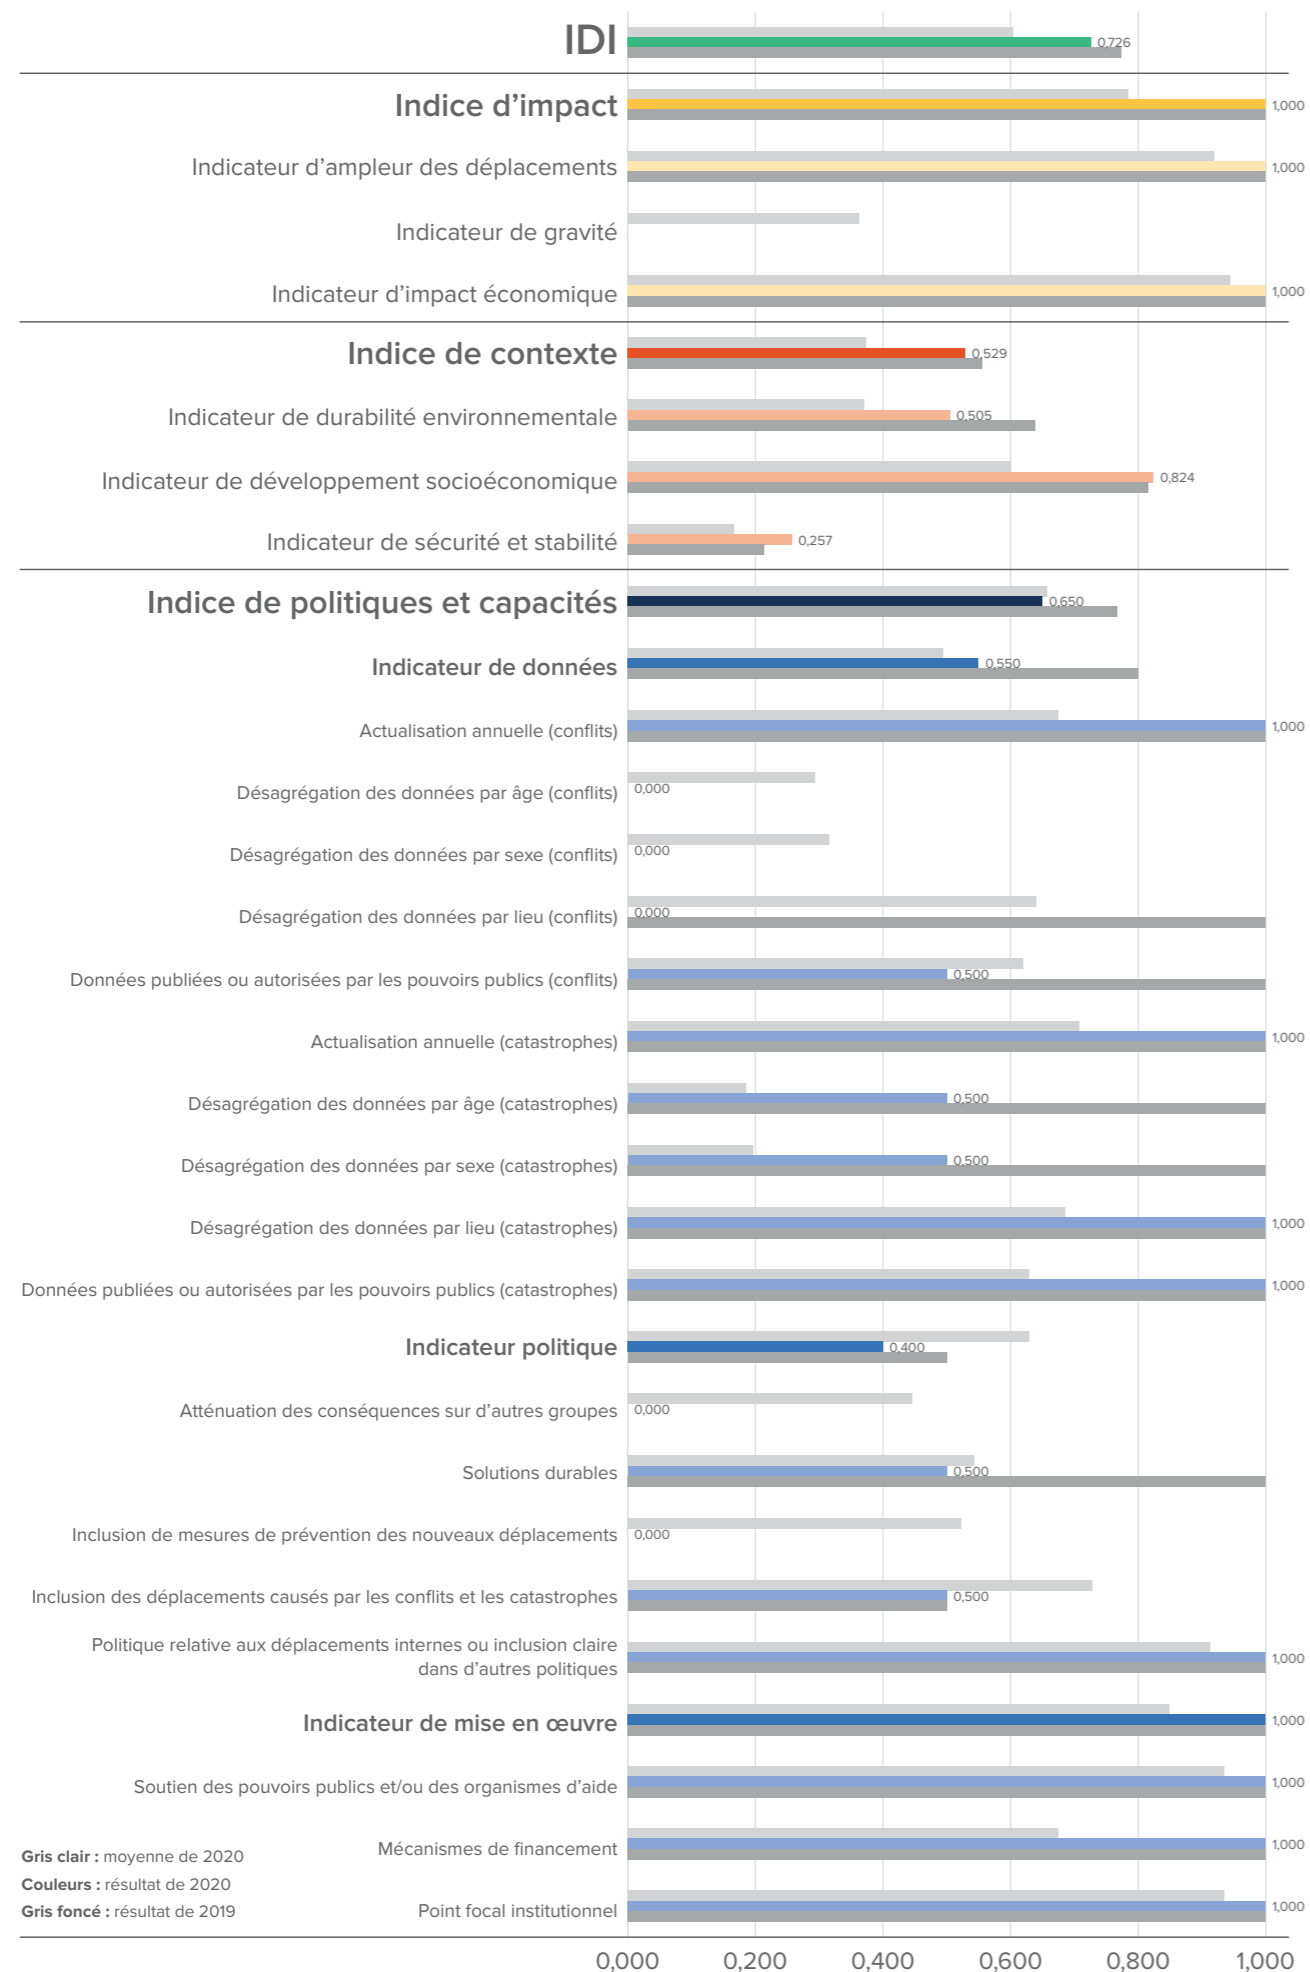 IDI
0,726
Indice d'impact
1,000
Indicateur d'ampleur des déplacements
1,000
Indicateur de gravité
Indicateur d'impact économique
1,000
Indice de contexte
0,529
Indicateur de durabilité environnementale
0,505
Indicateur de développement socioéconomique
0,824
Indicateur de sécurité et stabilité
0,257
Indice de politiques et capacités
0,650
Indicateur de données
0,550
Actualisation annuelle (conflits)
1,000
Désagrégation des données par âge (conflits)
0,000
Désagrégation des données par sexe (conflits)
0,000
Désagrégation des données par lieu (conflits)
0,000
Données publiées ou autorisées par les pouvoirs publics (conflits)
0,500
Actualisation annuelle (catastrophes)
1,000
Désagrégation des données par âge (catastrophes)
0,500
Désagrégation des données par sexe (catastrophes)
0,500
Désagrégation des données par lieu (catastrophes)
1,000
Données publiées ou autorisées par les pouvoirs publics (catastrophes)
1,000
Indicateur politique
0,400
Atténuation des conséquences sur d'autres groupes
0,000
Solutions durables
0,500
Inclusion de mesures de prévention des nouveaux déplacements
0,000
Inclusion des déplacements causés par les conflits et les catastrophes
0,500
Politique relative aux déplacements internes ou inclusion claire
dans d'autres politiques
1,000
Indicateur de mise en œuvre
1,000
Soutien des pouvoirs publics et/ou des organismes d'aide
1,000
Mécanismes de financement
1,000
Point focal institutionnel
1,000
Gris clair : moyenne de 2020
Couleurs : résultat de 2020
Gris foncé : résultat de 2019
0,000 0,200 0,400 0,600 0,800 1,000